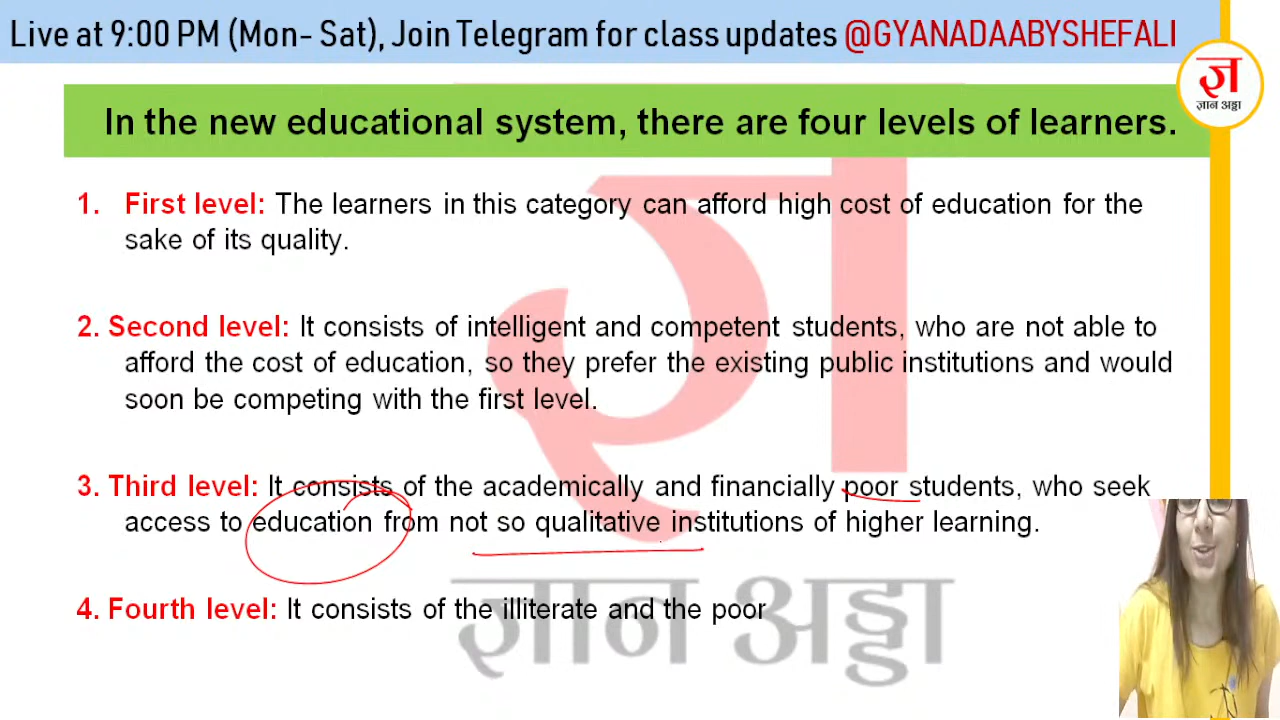 Live at 9:00 PM (Mon- Sat), Join Telegram for class updates @GYANADAABYSHEFALI
ज्ञ
ज्ञान अड्डा
In the new educational system, there are four levels of learners.
1. First level: The learners in this category can afford high cost of education for the
sake of its quality.
2. Second level: It consists of intelligent and competent students, who are not able to
afford the cost of education, so they prefer the existing public institutions and would
soon be competing with the first level.
3. Third level: It consists of the academically and financially poor students, who seek
access to education from not so qualitative institutions of higher learning.
4. Fourth level: It consists of the illiterate and the poor
ज्ञ
ज्ञान अड्डा